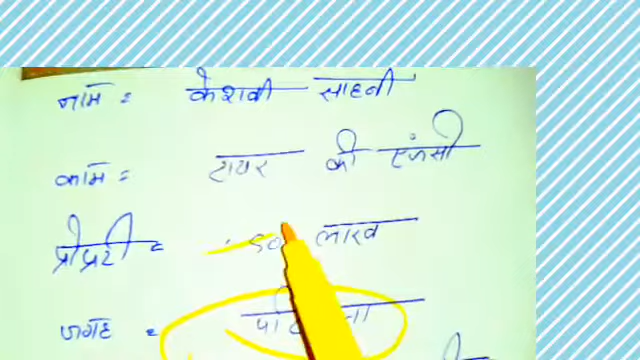 नाम = केशवी साहनी
काम = टायर की एजंसी
प्रोप्रटी = लाख
जगह =